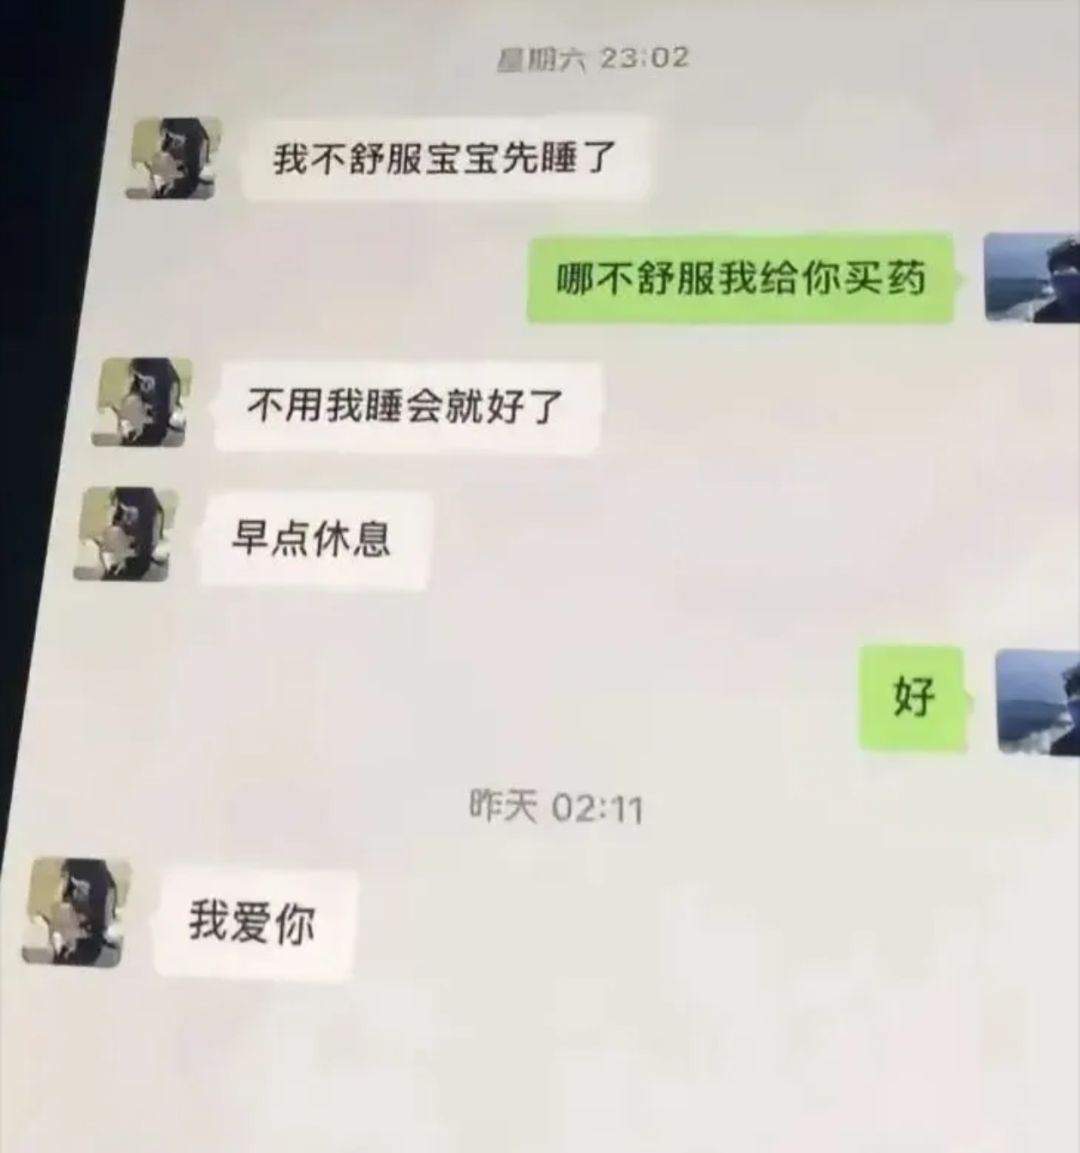 星期六 23:02
我不舒服宝宝先睡了
哪不舒服我给你买药
不用我睡会就好了
早点休息
好
昨天 02:11
我爱你